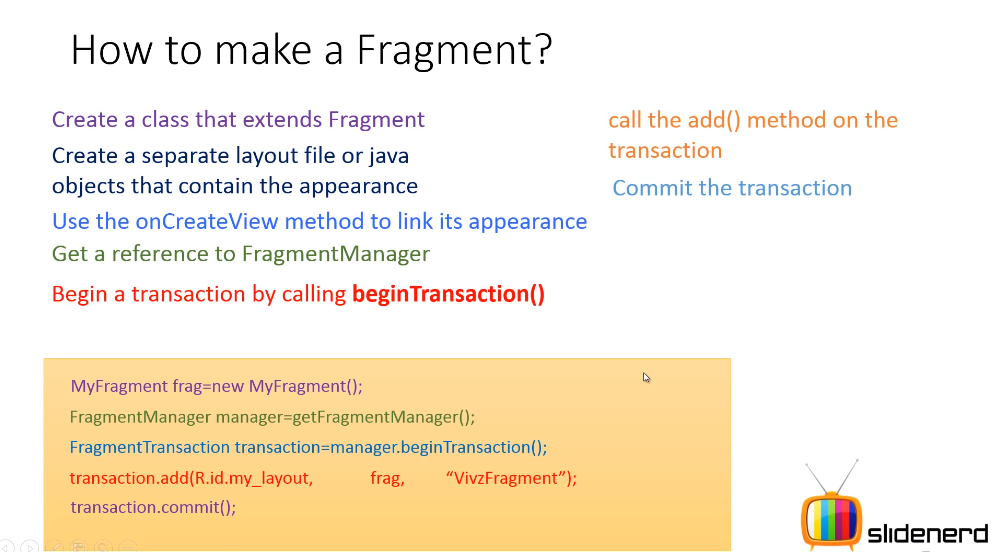 How to make a Fragment?
Create a class that extends Fragment
Create a separate layout file or java
objects that contain the appearance
Use the onCreateView method to link its appearance
Get a reference to FragmentManager
Begin a transaction by calling beginTransaction()
call the add() method on the
transaction
Commit the transaction
MyFragment frag=new MyFragment();
FragmentManager manager=getFragmentManager();
FragmentTransaction transaction=manager.beginTransaction();
transaction.add(R.id.my_layout, frag, “VivzFragment”);
transaction.commit();
slidenerd